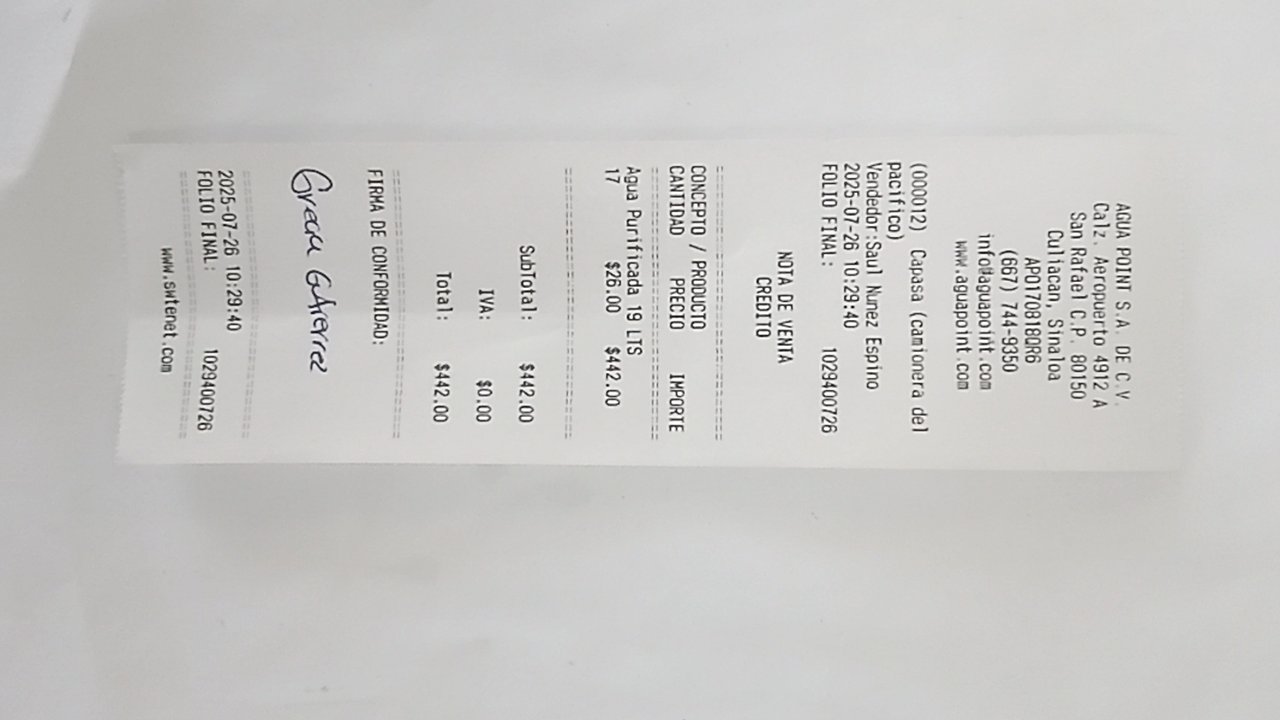 AGUA POINT S.A DE C.V.
Calz. Aeropuerto 4912 A
San Rafael C.P. 80150
Culiacan, Sinaloa
APO170818QR6
(667) 744-9350
info@aguapoint.com
www.aguapoint.com
(000012) Capasa (camionera del
pacifico)
Vendedor:Saul Nunez Espino
2025-07-26 10:29:40
FOLIO FINAL: 1029400726
NOTA DE VENTA
CREDITO
CONCEPTO / PRODUCTO
CANTIDAD PRECIO IMPORTE
Agua Purificada 19 LTS
17 $26.00 $442.00
SubTotal: $442.00
IVA: $0.00
Total: $442.00
FIRMA DE CONFORMIDAD:
2025-07-26 10:29:40
FOLIO FINAL: 1029400726
www.swtenet.com